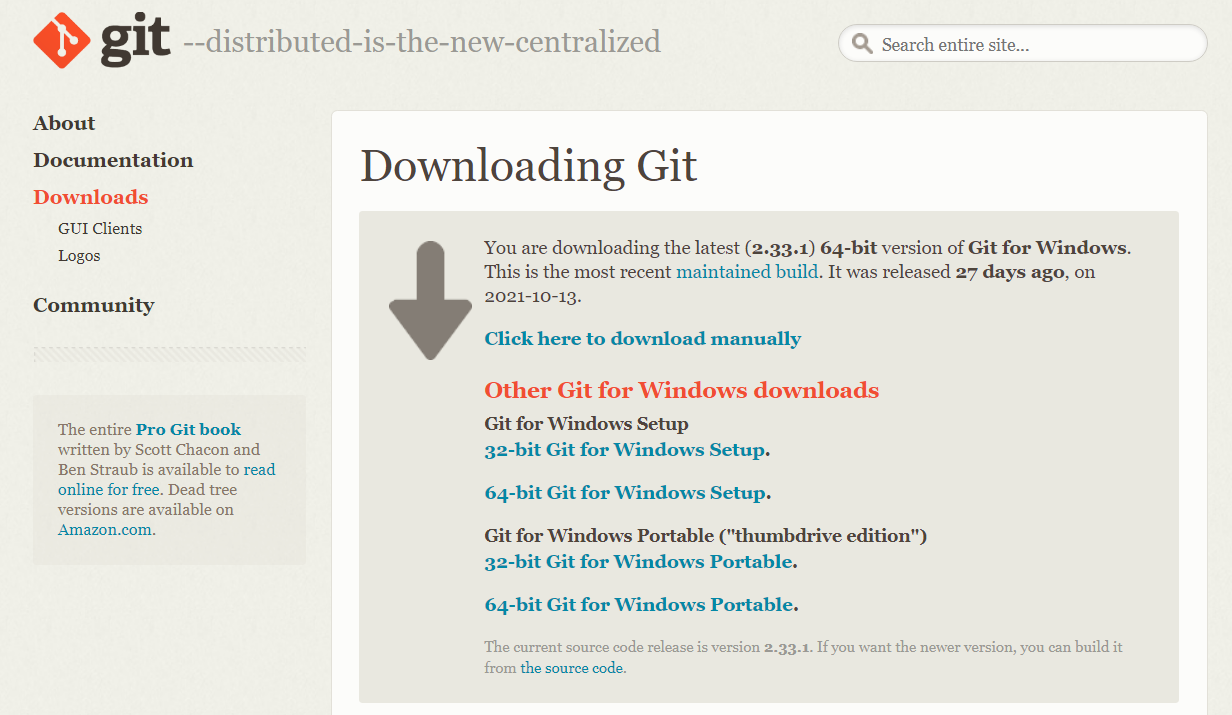 git --distributed-is-the-new-centralized
Search entire site...
About
Documentation
Downloads
GUI Clients
Logos
Community
The entire Pro Git book
written by Scott Chacon and
Ben Straub is available to read
online for free. Dead tree
versions are available on
Amazon.com.
Downloading Git
You are downloading the latest (2.33.1) 64-bit version of Git for Windows.
This is the most recent maintained build. It was released 27 days ago, on
2021-10-13.
Click here to download manually
Other Git for Windows downloads
Git for Windows Setup
32-bit Git for Windows Setup.
64-bit Git for Windows Setup.
Git for Windows Portable ("thumbdrive edition")
32-bit Git for Windows Portable.
64-bit Git for Windows Portable.
The current source code release is version 2.33.1. If you want the newer version, you can build it
from the source code.